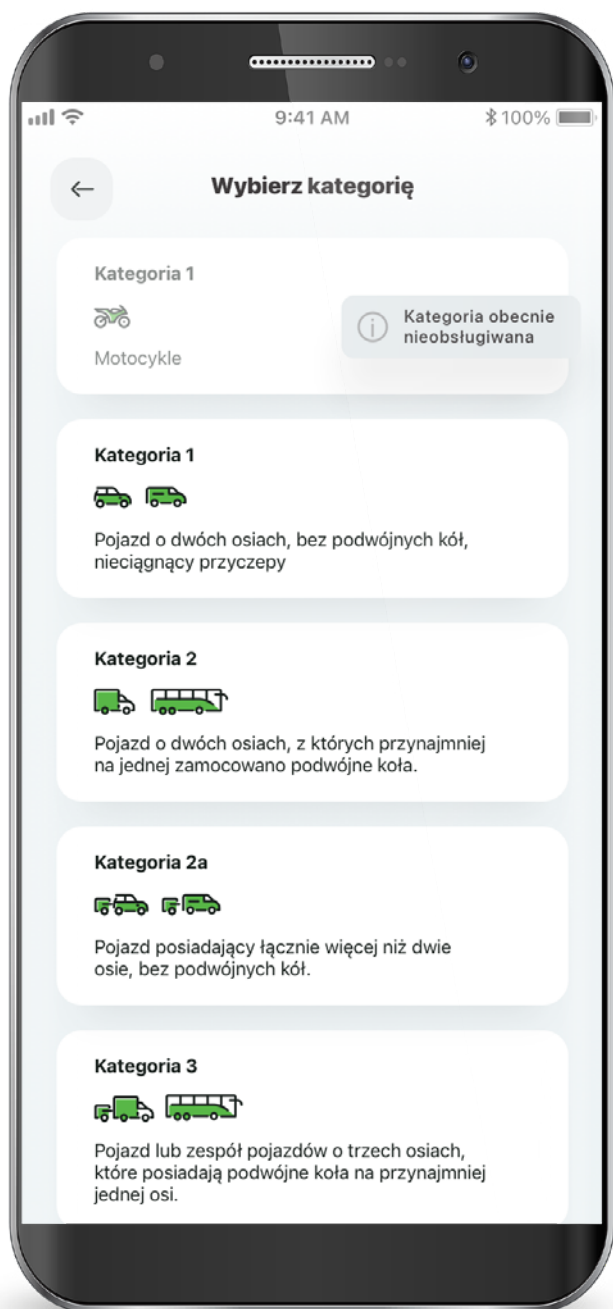 9:41 AM
100%
Wybierz kategorię
Kategoria 1
Kategoria obecnie
nieobsługiwana
Motocykle
Kategoria 1
Pojazd o dwóch osiach, bez podwójnych kół,
nieciągnący przyczepy
Kategoria 2
Pojazd o dwóch osiach, z których przynajmniej
na jednej zamocowano podwójne koła.
Kategoria 2a
Pojazd posiadający łącznie więcej niż dwie
osie, bez podwójnych kół.
Kategoria 3
Pojazd lub zespół pojazdów o trzech osiach,
które posiadają podwójne koła na przynajmniej
jednej osi.